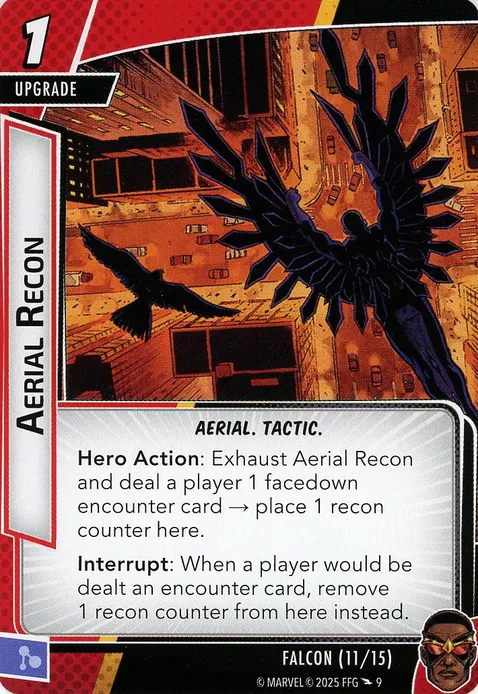 1
UPGRADE
AERIAL RECON
AERIAL. TACTIC.
Hero Action: Exhaust Aerial Recon
and deal a player 1 facedown
encounter card → place 1 recon
counter here.
Interrupt: When a player would be
dealt an encounter card, remove
1 recon counter from here instead.
FALCON (11/15)
© MARVEL © 2025 FFG 9